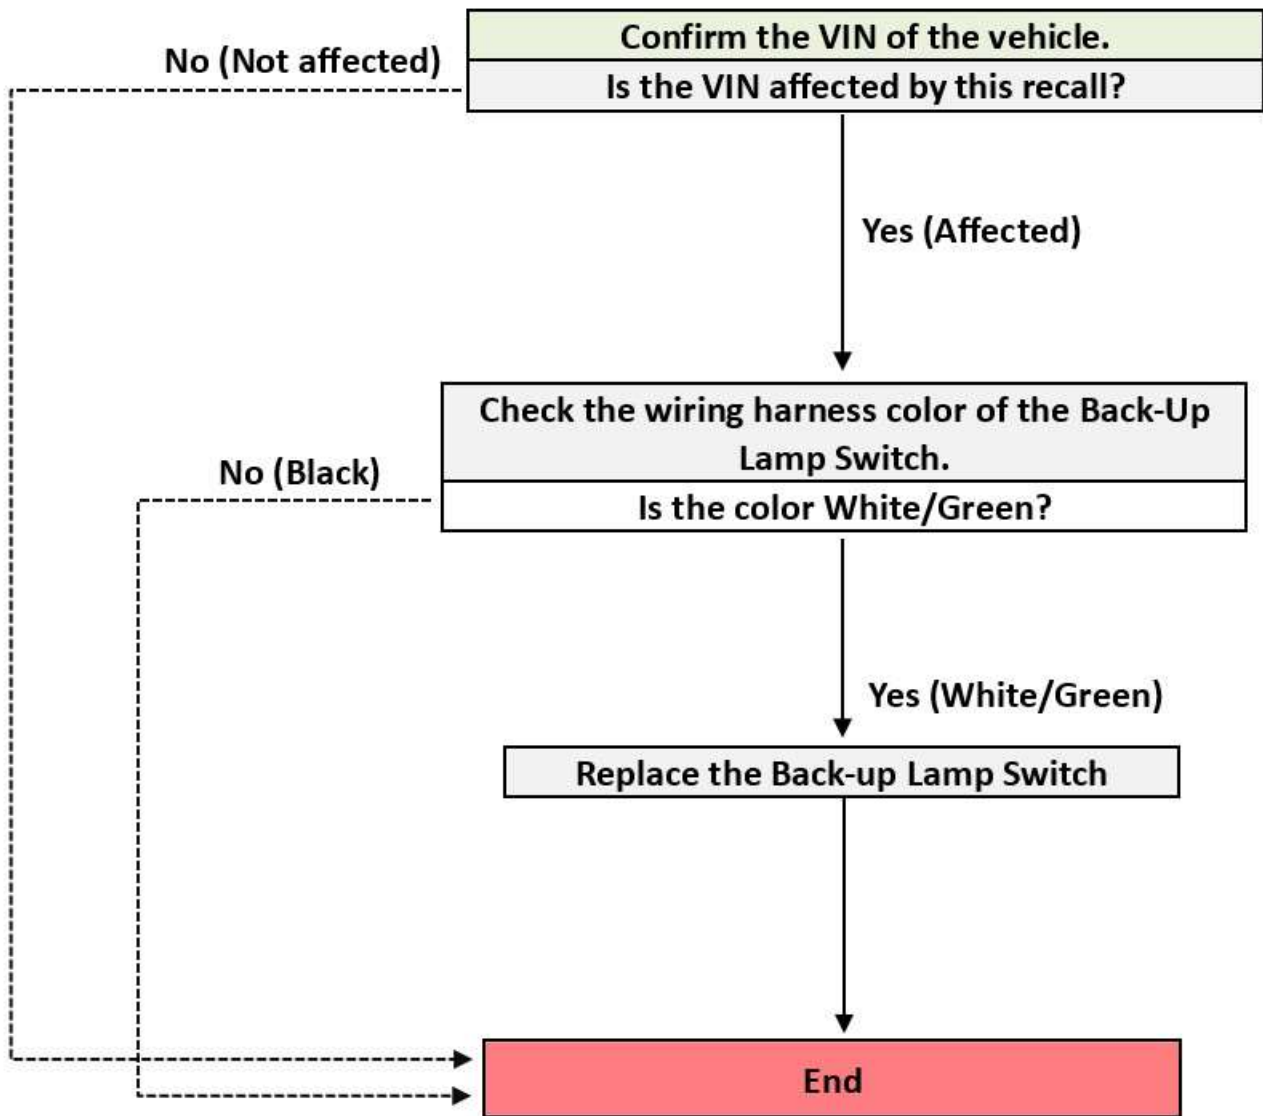 Confirm the VIN of the vehicle.
No (Not affected)
Is the VIN affected by this recall?
Yes (Affected)
Check the wiring harness color of the Back-Up
Lamp Switch.
No (Black)
Is the color White/Green?
Yes (White/Green)
Replace the Back-up Lamp Switch
End